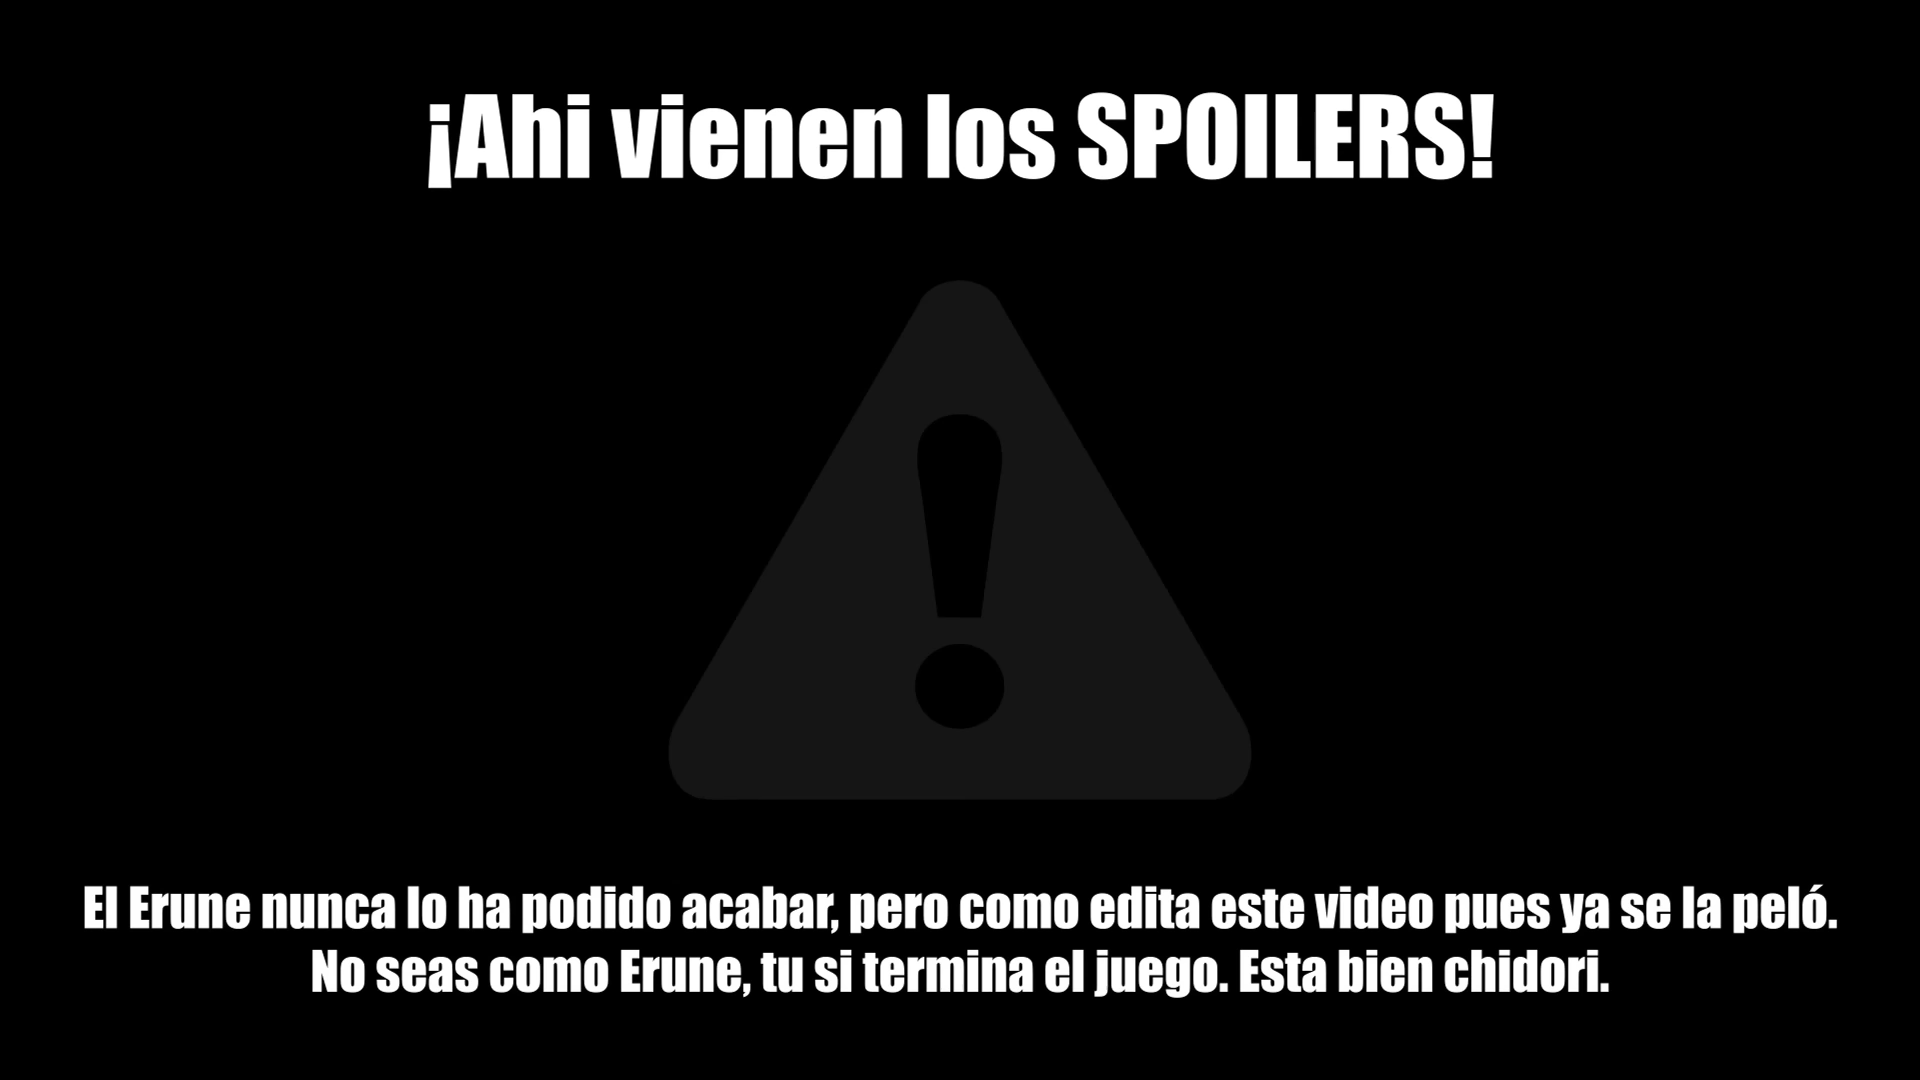 ¡Ahi vienen los SPOILERS!
El Erune nunca lo ha podido acabar, pero como edita este video pues ya se la peló.
No seas como Erune, tu si termina el juego. Esta bien chidori.